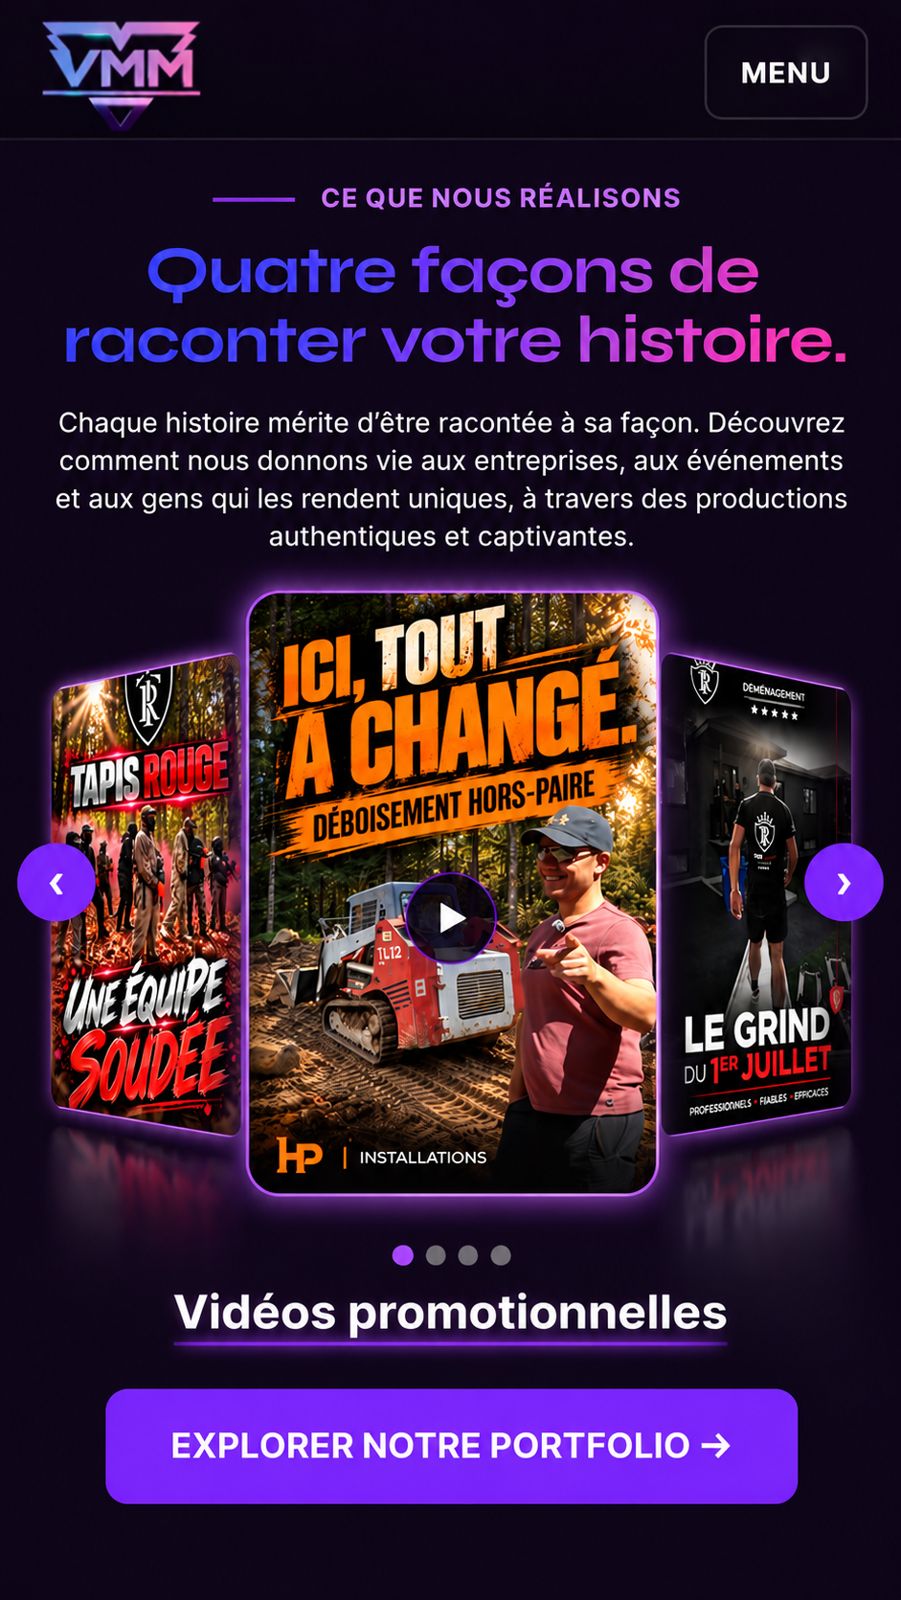 VMM
MENU
CE QUE NOUS RÉALISONS
Quatre façons de
raconter votre histoire.
Chaque histoire mérite d’être racontée à sa façon. Découvrez
comment nous donnons vie aux entreprises, aux événements
et aux gens qui les rendent uniques, à travers des productions
authentiques et captivantes.
TAPIS ROUGE
UNE ÉQUIPE
SOUDÉE
ICI, TOUT
A CHANGÉ.
DÉBOISEMENT HORS-PAIRE
TL12
HP | INSTALLATIONS
DÉMÉNAGEMENT
LE GRIND
DU 1ER JUILLET
PROFESSIONNELS • FIABLES • EFFICACES
Vidéos promotionnelles
EXPLORER NOTRE PORTFOLIO →